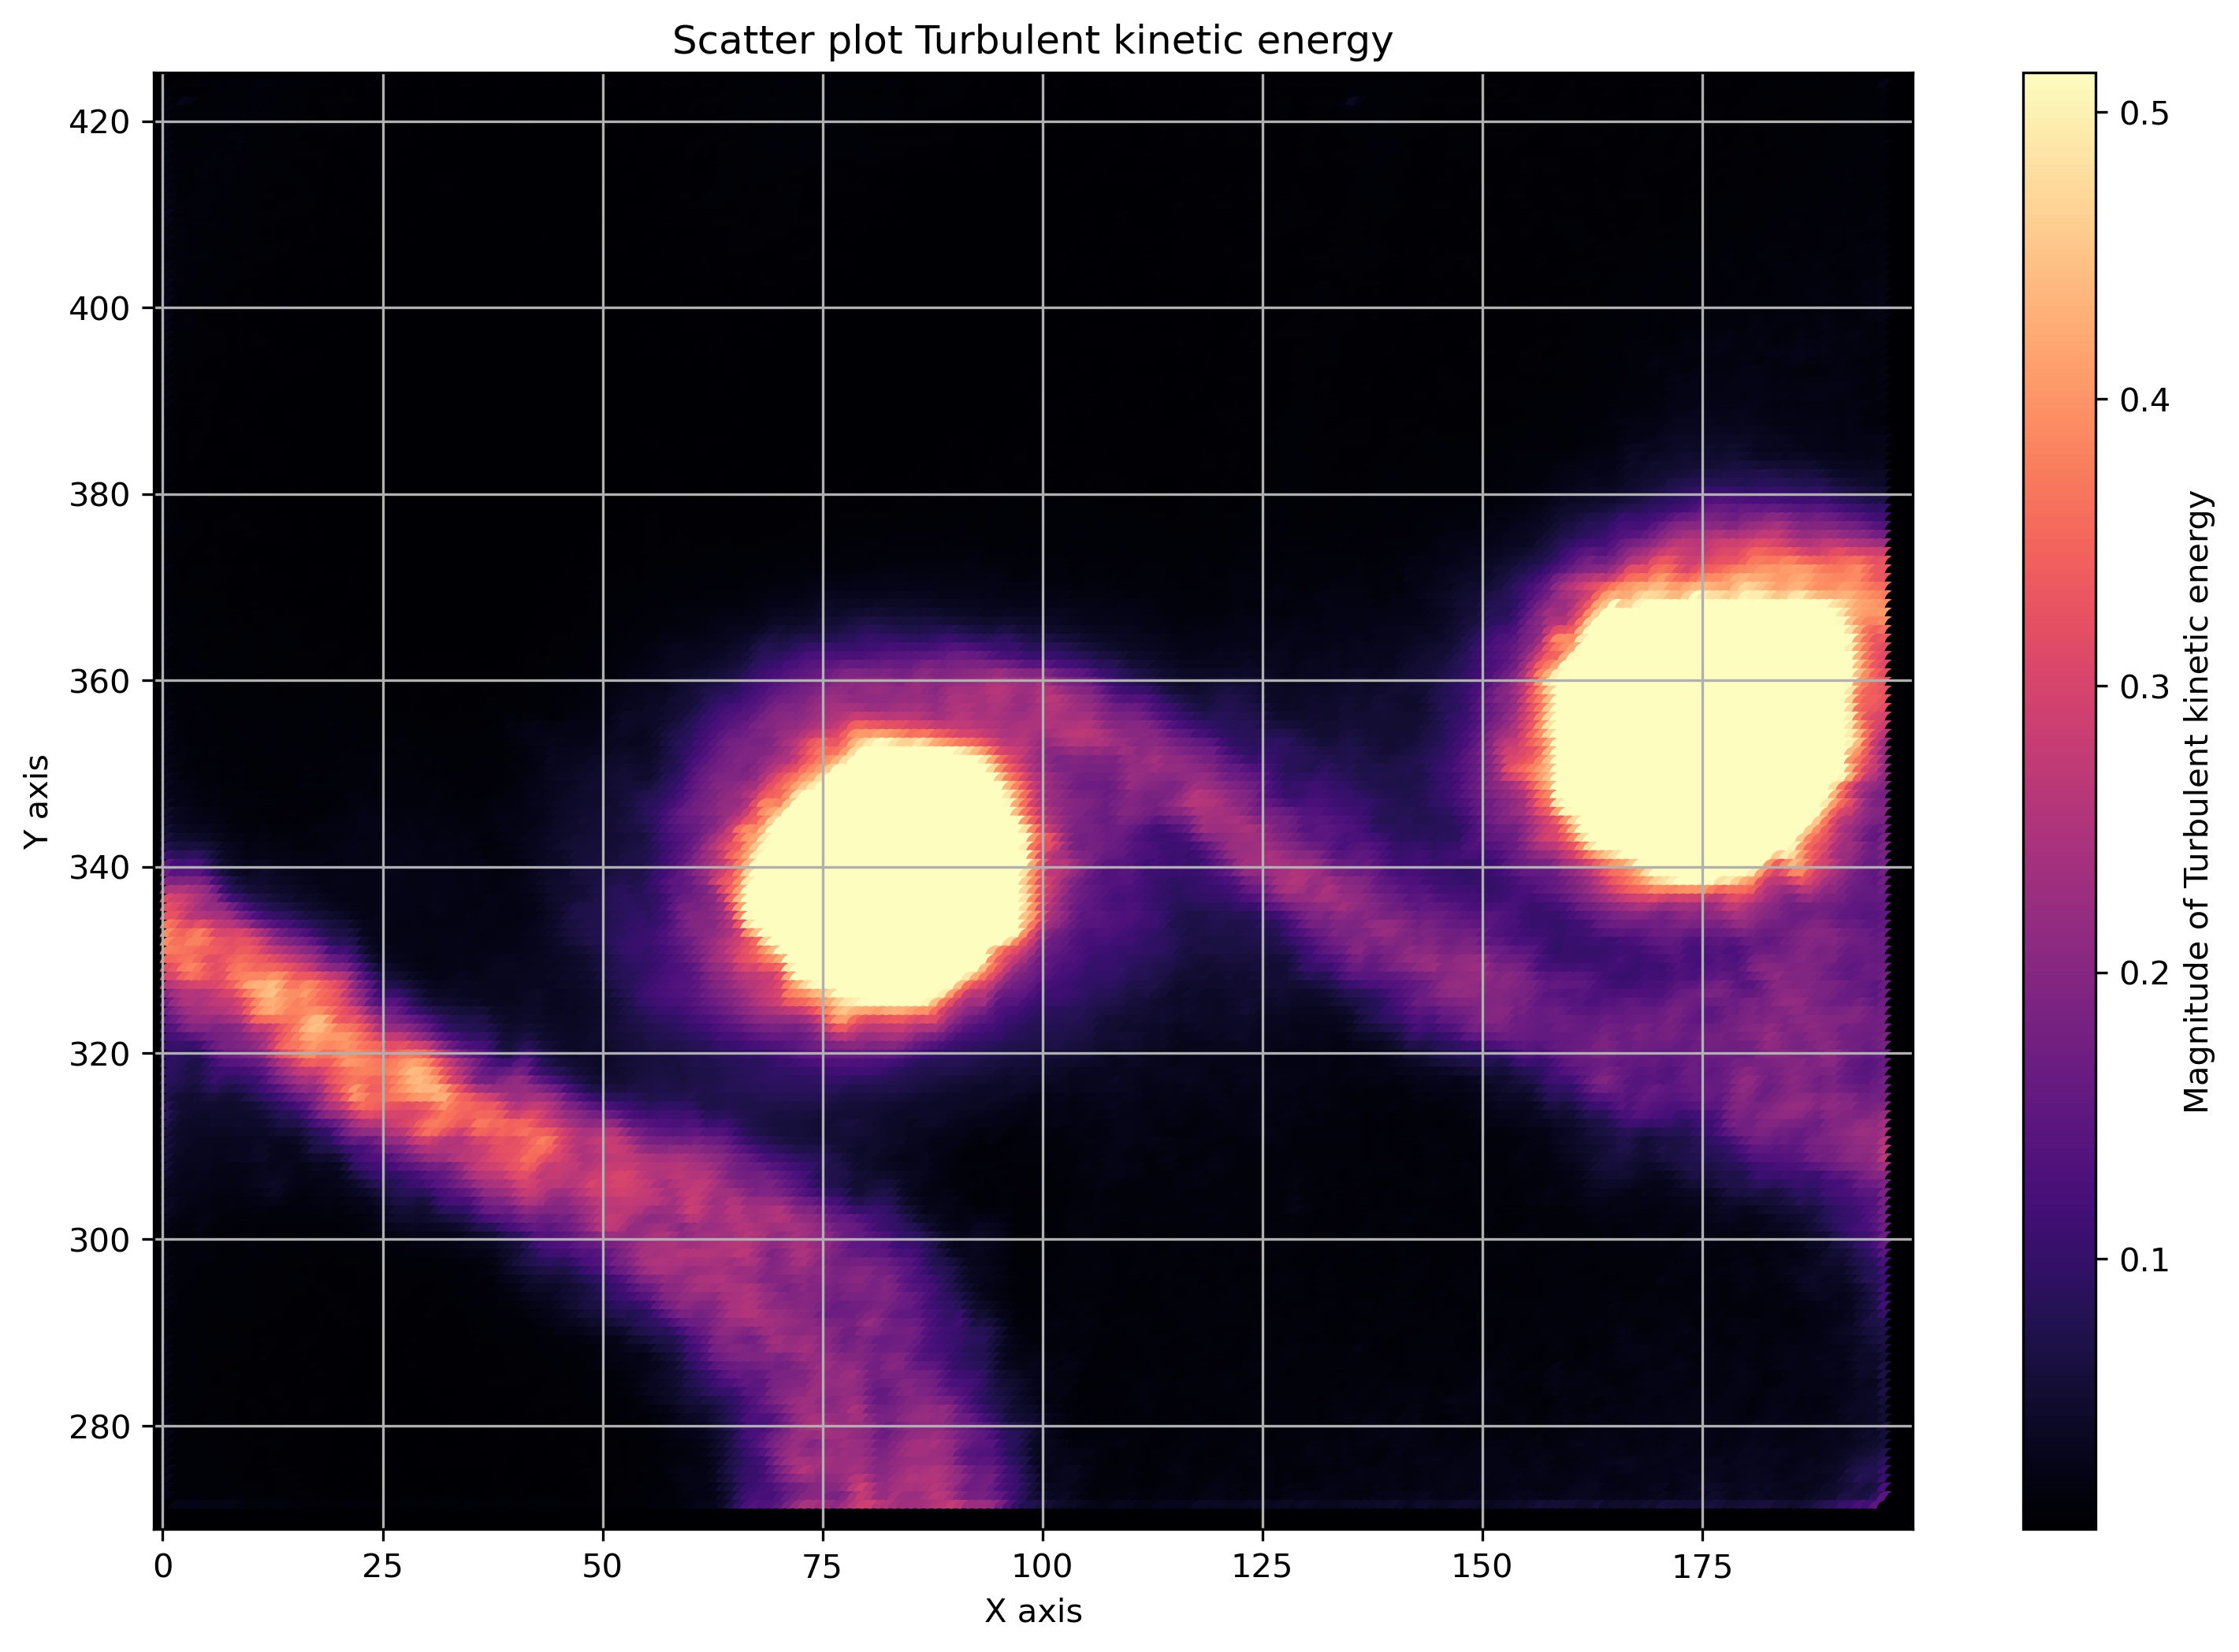 Scatter plot Turbulent kinetic energy
420
400
380
360
340
320
300
280
Y axis
0 25 50 75 100 125 150 175
X axis
0.5
0.4
0.3
0.2
0.1
Magnitude of Turbulent kinetic energy